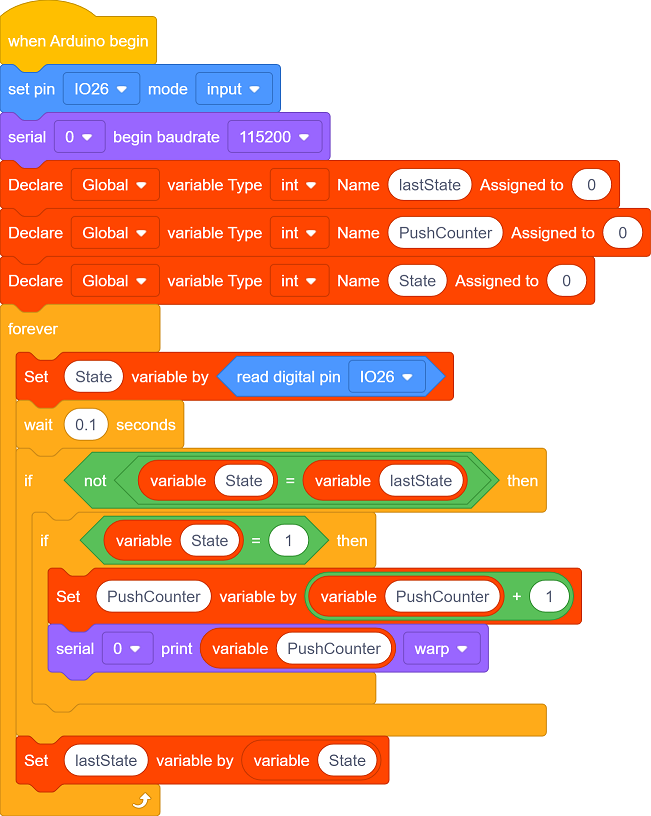 when Arduino begin
set pin IO26 mode input
serial 0 begin baudrate 115200
Declare Global variable Type int Name lastState Assigned to 0
Declare Global variable Type int Name PushCounter Assigned to 0
Declare Global variable Type int Name State Assigned to 0
forever
Set State variable by read digital pin IO26
wait 0.1 seconds
if not variable State = variable lastState then
if variable State = 1 then
Set PushCounter variable by variable PushCounter + 1
serial 0 print variable PushCounter warp
Set lastState variable by variable State